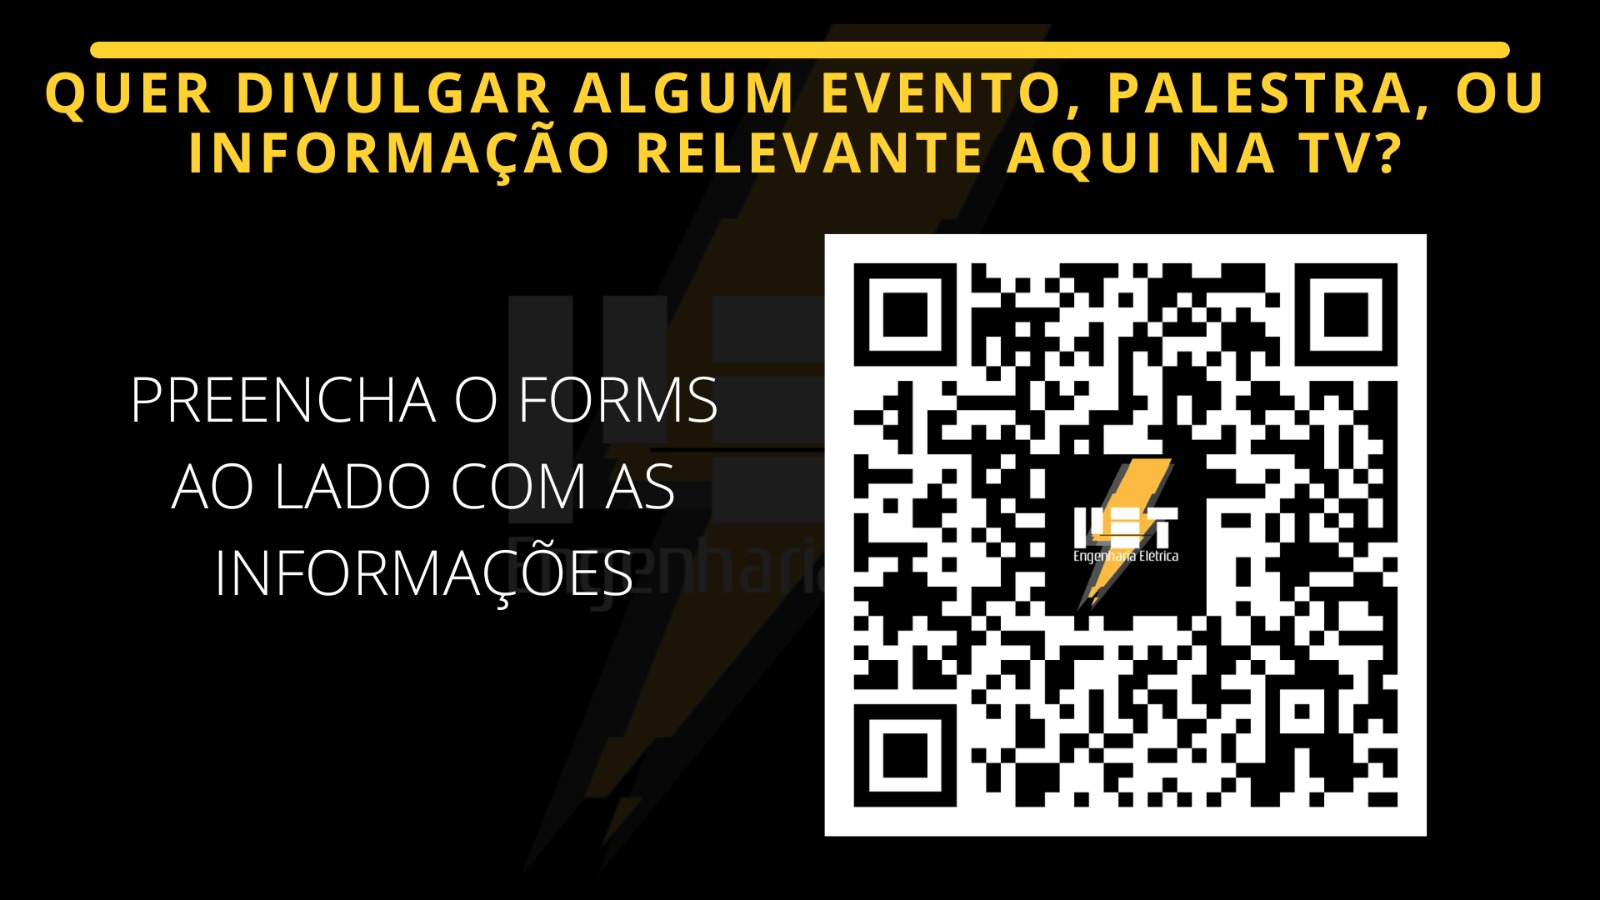 QUER DIVULGAR ALGUM EVENTO, PALESTRA, OU
INFORMAÇÃO RELEVANTE AQUI NA TV?
PREENCHA O FORMS
AO LADO COM AS
INFORMAÇÕES
Engenharia Eletrica